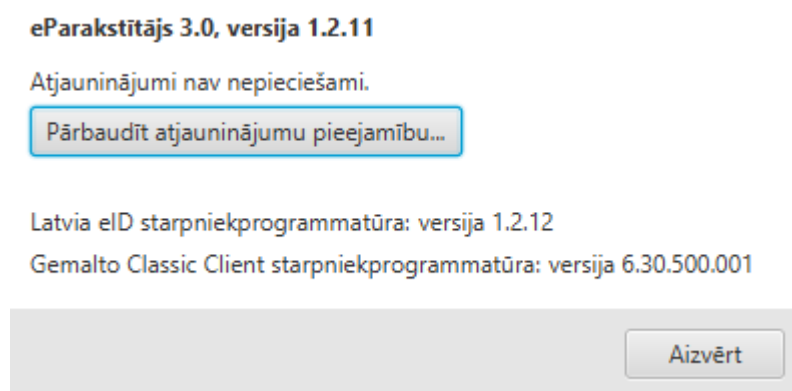 eParakstītājs 3.0, versija 1.2.11
Atjauninājumi nav nepieciešami.
Pārbaudīt atjauninājumu pieejamību...
Latvia eID starpniekprogrammatūra: versija 1.2.12
Gemalto Classic Client starpniekprogrammatūra: versija 6.30.500.001
Aizvērt